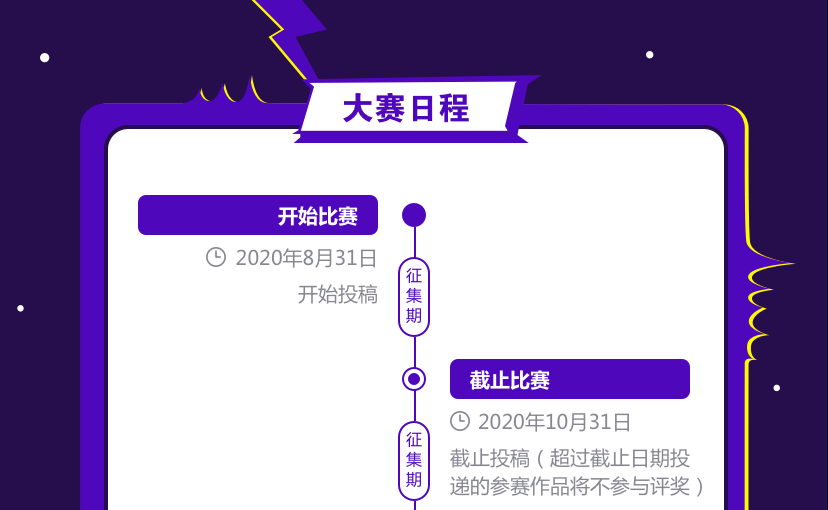 大赛日程
开始比赛
2020年8月31日
开始投稿
征集期
截止比赛
2020年10月31日
征集期
截止投稿（超过截止日期投
递的参赛作品将不参与评奖）